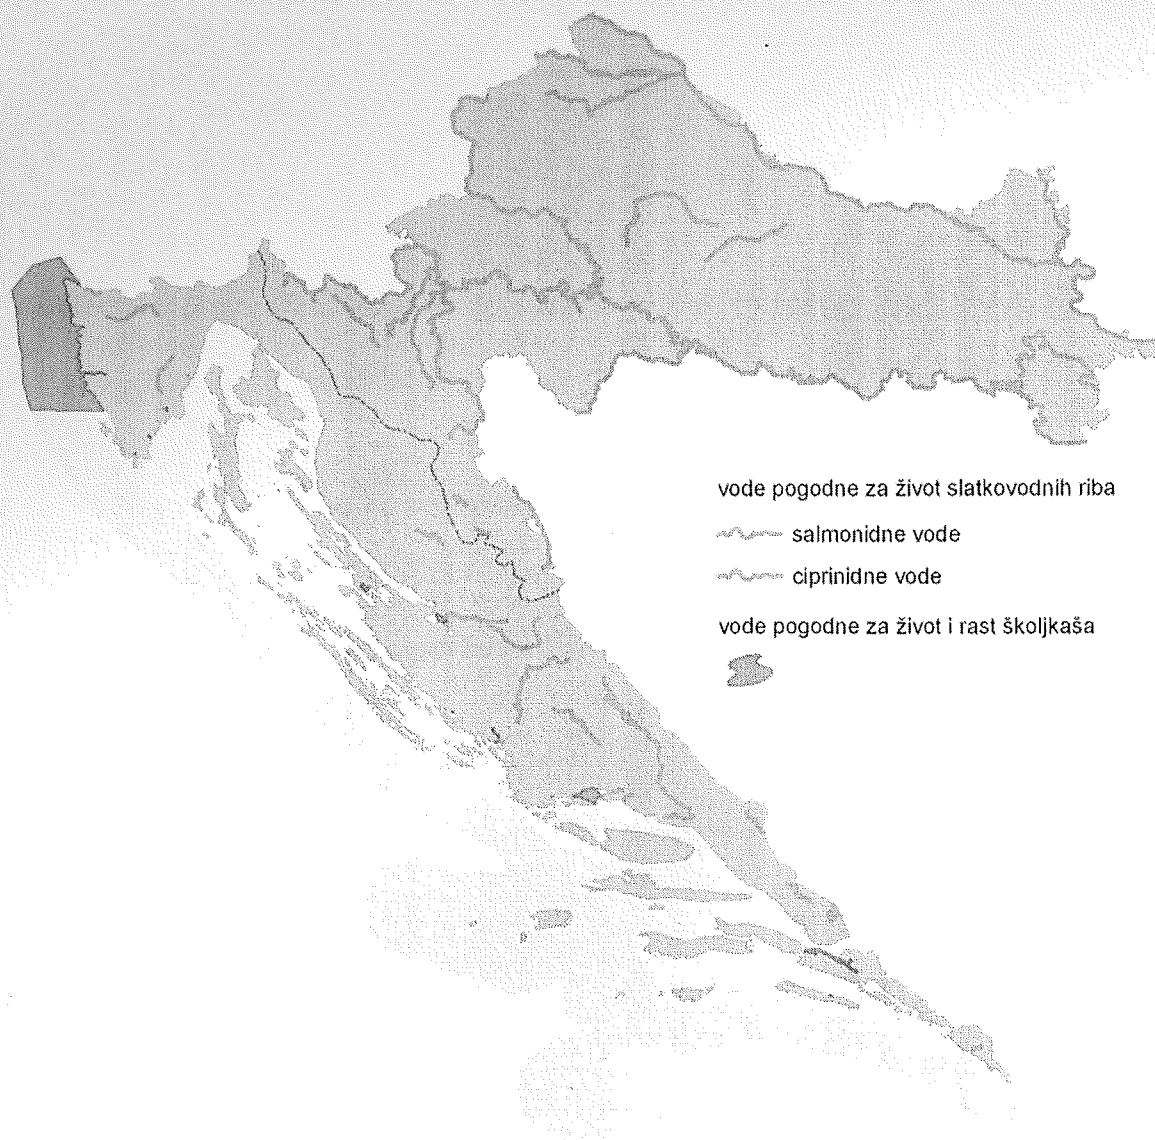 vode pogodne za život slatkovodnih riba
salmonidne vode
ciprinidne vode
vode pogodne za život i rast školjkaša